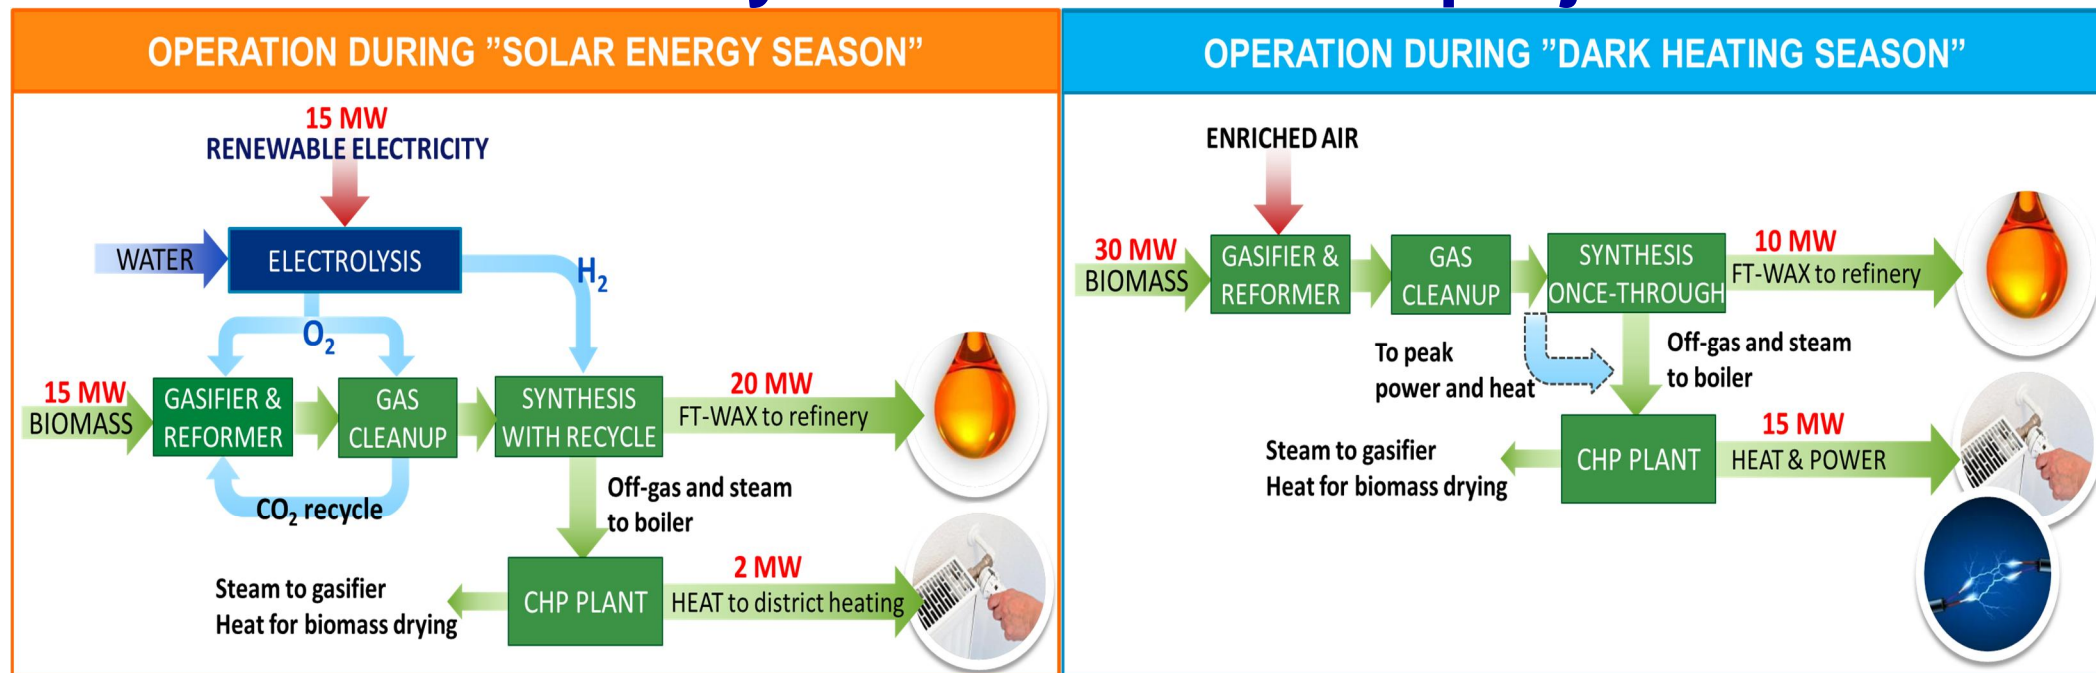 OPERATION DURING ”SOLAR ENERGY SEASON”
15 MW
RENEWABLE ELECTRICITY
WATER
ELECTROLYSIS
H2
O2
15 MW
BIOMASS
GASIFIER &
REFORMER
GAS
CLEANUP
SYNTHESIS
WITH RECYCLE
20 MW
FT-WAX to refinery
CO2 recycle
Off-gas and steam
to boiler
Steam to gasifier
Heat for biomass drying
CHP PLANT
2 MW
HEAT to district heating
OPERATION DURING ”DARK HEATING SEASON”
ENRICHED AIR
30 MW
BIOMASS
GASIFIER &
REFORMER
GAS
CLEANUP
SYNTHESIS
ONCE-THROUGH
10 MW
FT-WAX to refinery
To peak
power and heat
Off-gas and steam
to boiler
Steam to gasifier
Heat for biomass drying
CHP PLANT
15 MW
HEAT & POWER